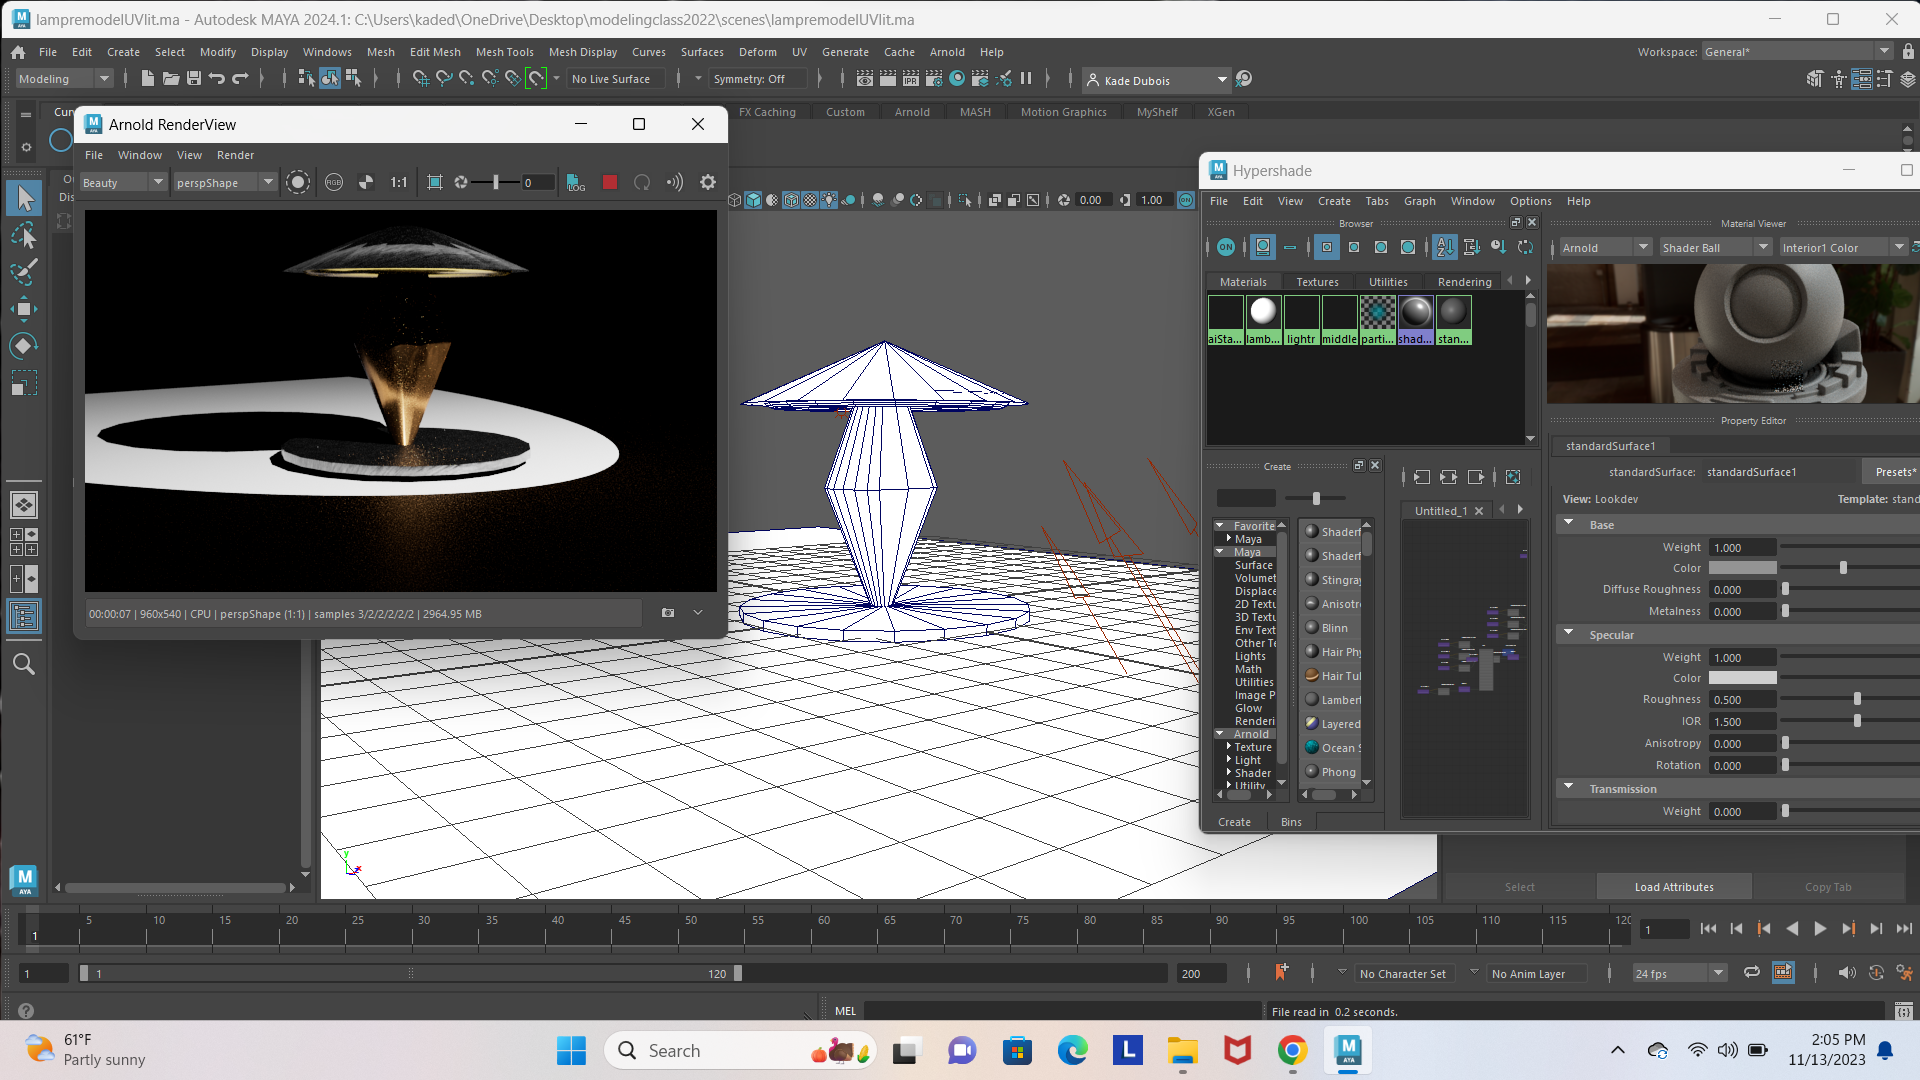 lampremodelUVlit.ma - Autodesk MAYA 2024.1: C:\Users\kaded\OneDrive\Desktop\modelingclass2022\scenes\lampremodelUVlit.ma
File Edit Create Select Modify Display Windows Mesh Edit Mesh Mesh Tools Mesh Display Curves Surfaces Deform UV Generate Cache Arnold Help
Workspace: General*
Modeling
No Live Surface
Symmetry: Off
Kade Dubois
FX Caching Custom Arnold MASH Motion Graphics MyShelf XGen
Arnold RenderView
File Window View Render
Beauty perspShape
RGB
1:1
0
LOG
0.00
1.00
ON
00:00:07 | 960x540 | CPU | perspShape (1:1) | samples 3/2/2/2/2/2 | 2964.95 MB
Hypershade
File Edit View Create Tabs Graph Window Options Help
Browser
ON
Materials Textures Utilities Rendering
aiSta... lamb... lightr middle parti... shad... stan...
Material Viewer
Arnold Shader Ball Interior1 Color
Property Editor
standardSurface1
standardSurface: standardSurface1 Presets*
View: Lookdev Template: stand
Base
Weight 1.000
Color
Diffuse Roughness 0.000
Metalness 0.000
Specular
Weight 1.000
Color
Roughness 0.500
IOR 1.500
Anisotropy 0.000
Rotation 0.000
Transmission
Weight 0.000
Create
Untitled_1
Favorite
Maya
Maya
Surface
Volumet
Displace
2D Textu
3D Textu
Env Text
Other Te
Lights
Math
Utilities
Image P
Glow
Renderi
Arnold
Texture
Light
Shader
Utility
Shaderf
Shaderf
Stingray
Anisotro
Blinn
Hair Phy
Hair Tul
Lambert
Layered
Ocean S
Phong
Create Bins
Select Load Attributes Copy Tab
y
x
5 10 15 20 25 30 35 40 45 50 55 60 65 70 75 80 85 90 95 100 105 110 115 120
1
1
1
1
120
200
No Character Set
No Anim Layer
24 fps
MEL
File read in 0.2 seconds.
61°F
Partly sunny
Search
2:05 PM
11/13/2023